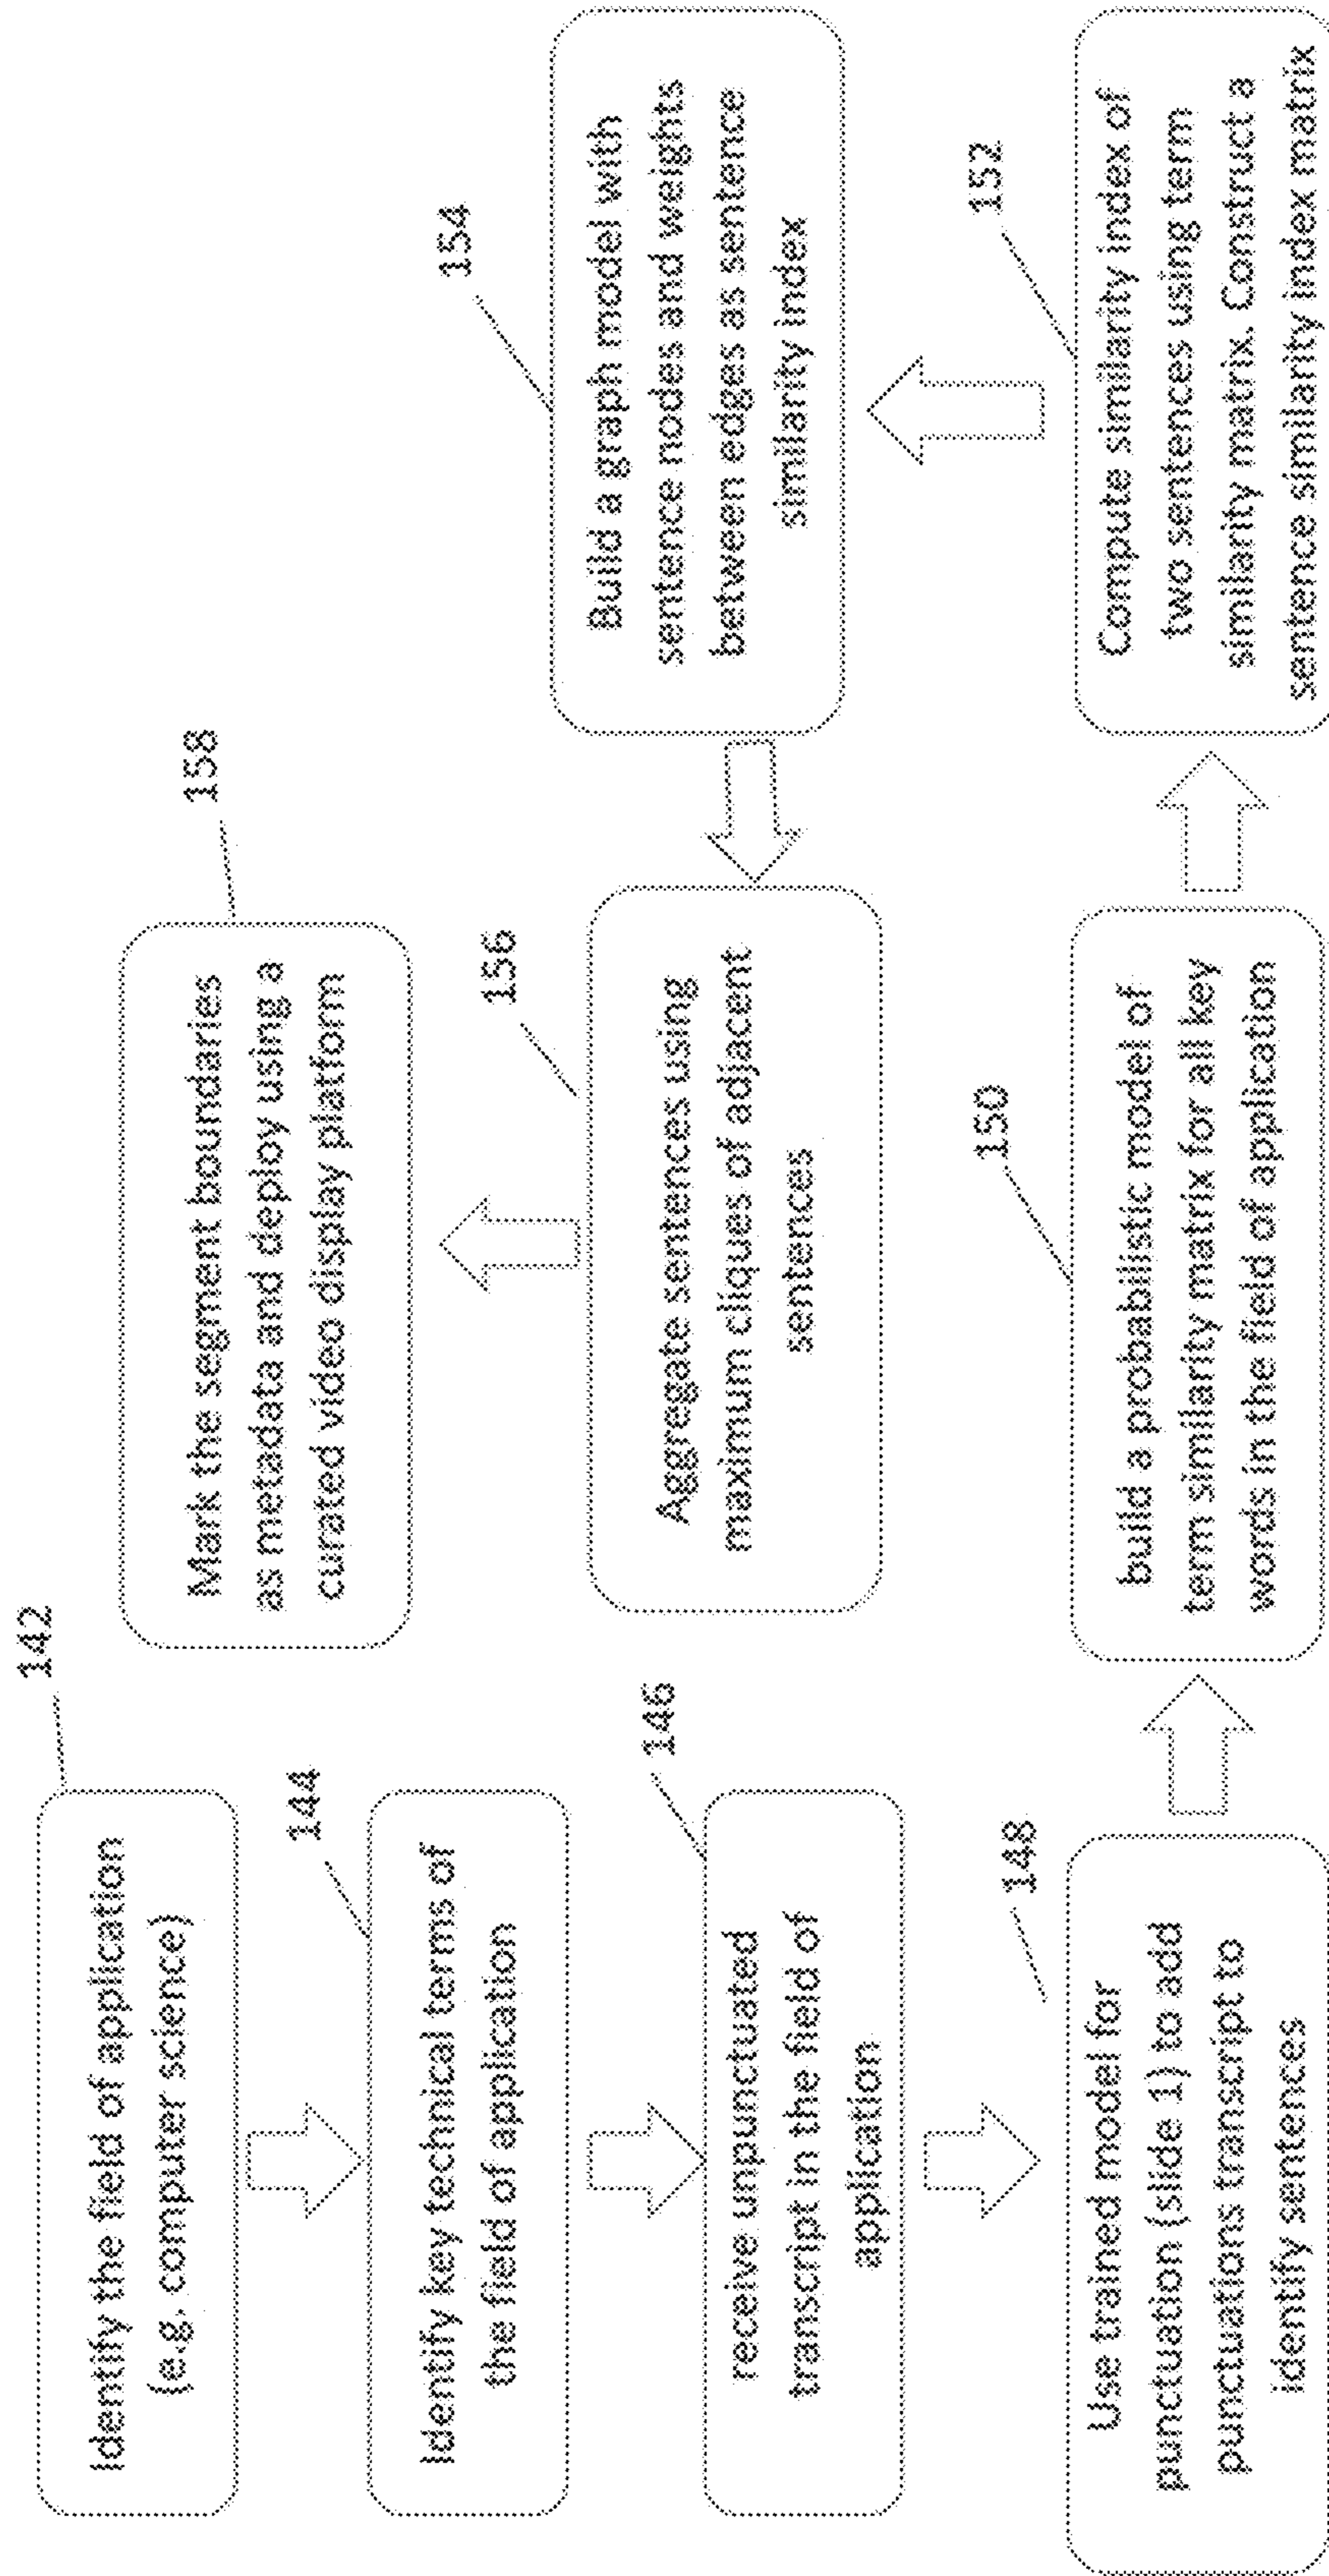 142
Identify the field of application
(e.g. computer science)
144
Identify key technical terms of
the field of application
146
receive unpunctuated
transcript in the field of
application
148
Use trained model for
punctuation (slide 1) to add
punctuations transcript to
identify sentences
150
build a probabilistic model of
term similarity matrix for all key
words in the field of application
152
Compute similarity index of
two sentences using term
similarity matrix. Construct a
sentence similarity index matrix
154
Build a graph model with
sentence nodes and weights
between edges as sentence
similarity index
156
Aggregate sentences using
maximum cliques of adjacent
sentences
158
Mark the segment boundaries
as metadata and deploy using a
curated video display platform